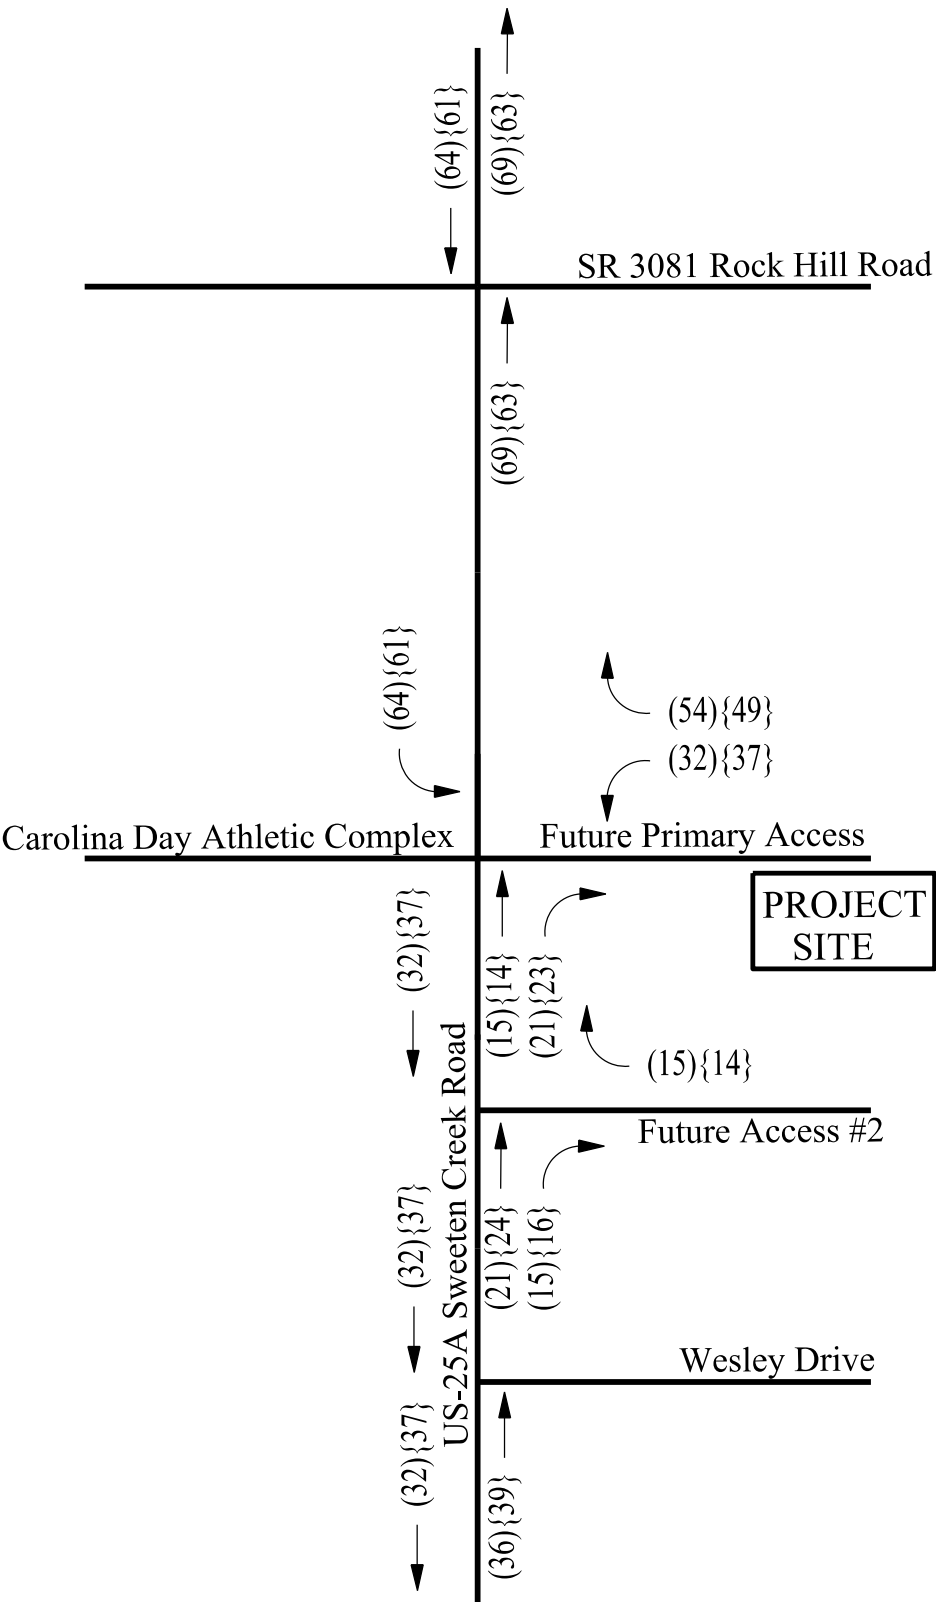 (64){61}
(69){63}
SR 3081 Rock Hill Road
(69){63}
(64){61}
(54){49}
(32){37}
Carolina Day Athletic Complex
Future Primary Access
PROJECT
SITE
(32){37}
(15){14}
(21){23}
(15){14}
US-25A Sweeten Creek Road
Future Access #2
(32){37}
(21){24}
(15){16}
Wesley Drive
(32){37}
(36){39}